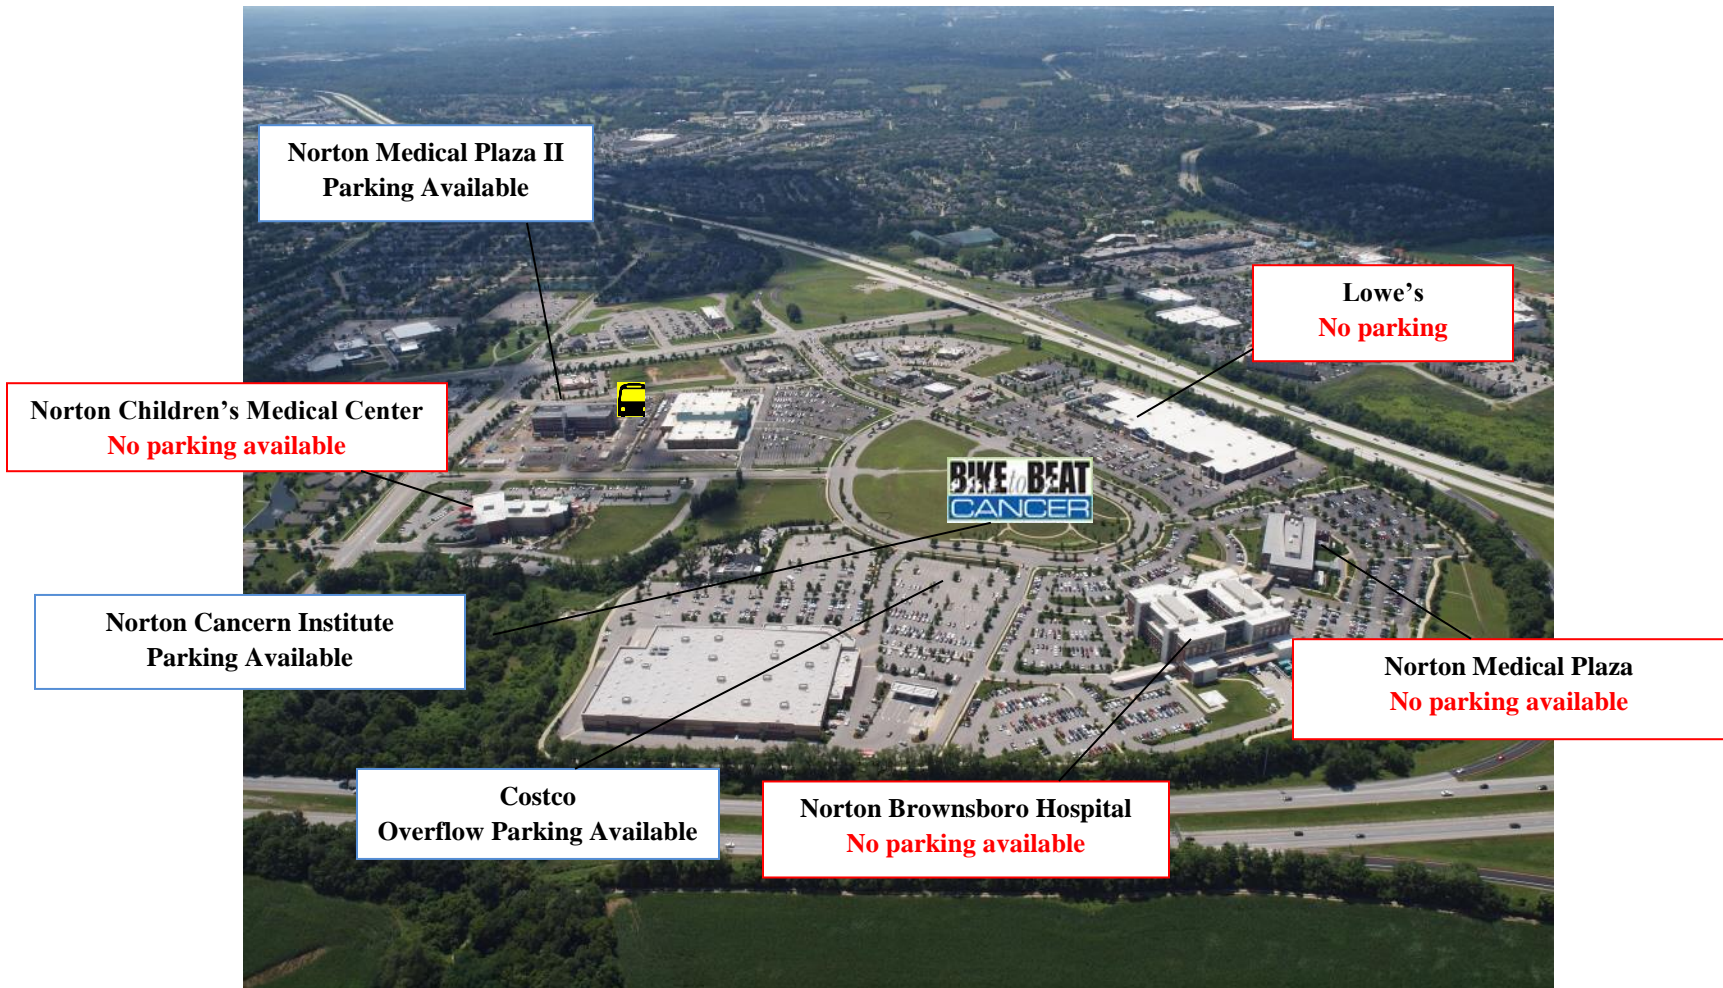 Norton Medical Plaza II
Parking Available
Lowe's
No parking
Norton Children's Medical Center
No parking available
BIKE to BEAT
CANCER
Norton Cancern Institute
Parking Available
Norton Medical Plaza
No parking available
Costco
Overflow Parking Available
Norton Brownsboro Hospital
No parking available